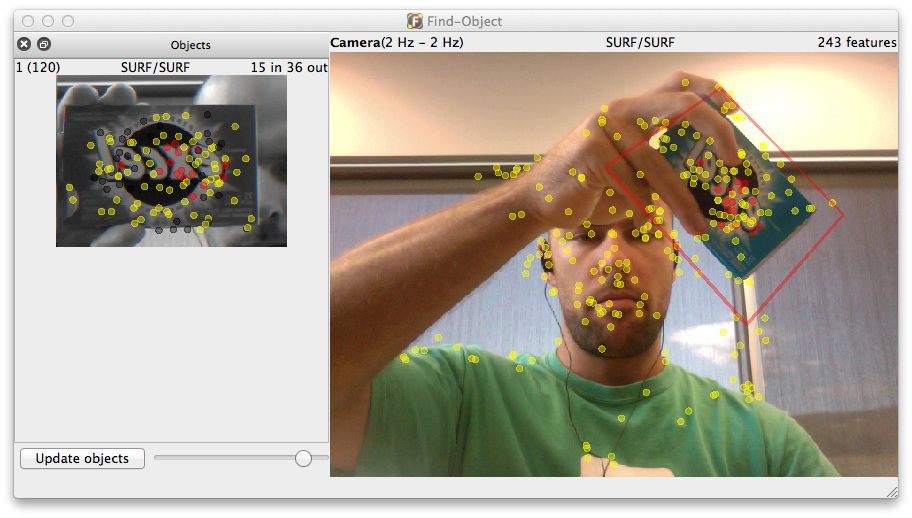 Find-Object
Objects
1 (120) SURF/SURF 15 in 36 out
Camera(2 Hz - 2 Hz) SURF/SURF 243 features
Update objects